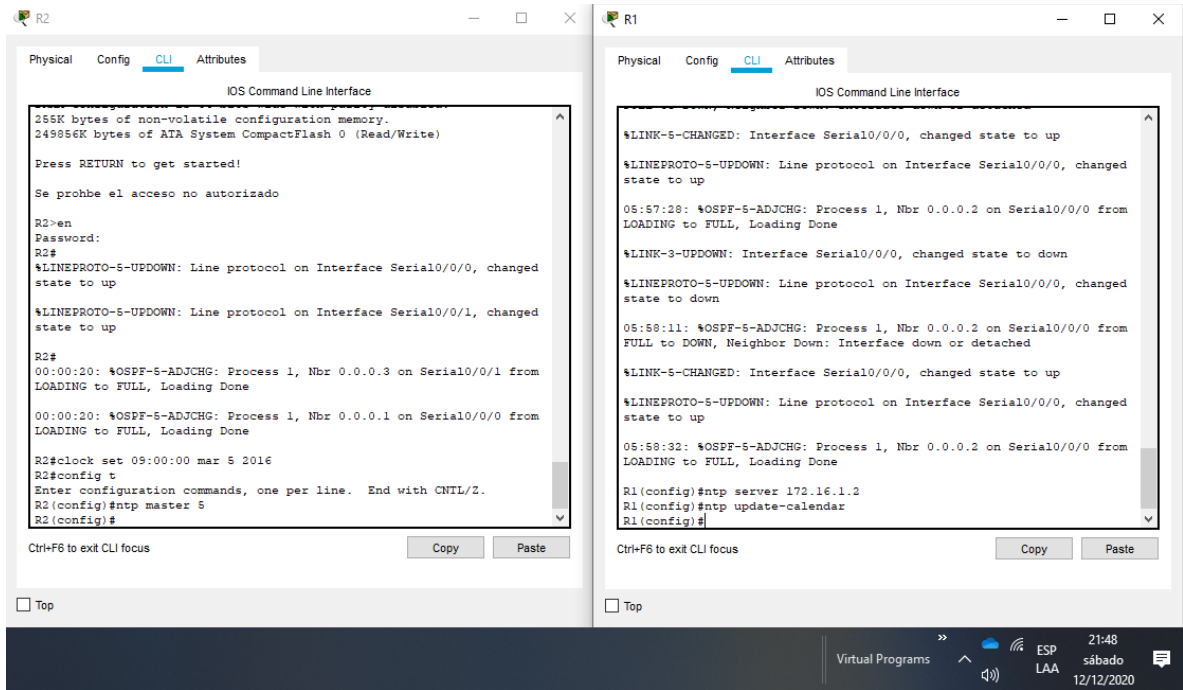 R2
Physical Config CLI Attributes
IOS Command Line Interface
255K bytes of non-volatile configuration memory.
249856K bytes of ATA System CompactFlash 0 (Read/Write)
Press RETURN to get started!
Se prohbe el acceso no autorizado
R2>en
Password:
R2#
%LINEPROTO-5-UPDOWN: Line protocol on Interface Serial0/0/0, changed
state to up
%LINEPROTO-5-UPDOWN: Line protocol on Interface Serial0/0/1, changed
state to up
R2#
00:00:20: %OSPF-5-ADJCHG: Process 1, Nbr 0.0.0.3 on Serial0/0/1 from
LOADING to FULL, Loading Done
00:00:20: %OSPF-5-ADJCHG: Process 1, Nbr 0.0.0.1 on Serial0/0/0 from
LOADING to FULL, Loading Done
R2#clock set 09:00:00 mar 5 2016
R2#config t
Enter configuration commands, one per line. End with CNTL/Z.
R2(config)#ntp master 5
R2(config)#
Ctrl+F6 to exit CLI focus
Copy Paste
Top
R1
Physical Config CLI Attributes
IOS Command Line Interface
%LINK-5-CHANGED: Interface Serial0/0/0, changed state to up
%LINEPROTO-5-UPDOWN: Line protocol on Interface Serial0/0/0, changed
state to up
05:57:28: %OSPF-5-ADJCHG: Process 1, Nbr 0.0.0.2 on Serial0/0/0 from
LOADING to FULL, Loading Done
%LINK-3-UPDOWN: Interface Serial0/0/0, changed state to down
%LINEPROTO-5-UPDOWN: Line protocol on Interface Serial0/0/0, changed
state to down
05:58:11: %OSPF-5-ADJCHG: Process 1, Nbr 0.0.0.2 on Serial0/0/0 from
FULL to DOWN, Neighbor Down: Interface down or detached
%LINK-5-CHANGED: Interface Serial0/0/0, changed state to up
%LINEPROTO-5-UPDOWN: Line protocol on Interface Serial0/0/0, changed
state to up
05:58:32: %OSPF-5-ADJCHG: Process 1, Nbr 0.0.0.2 on Serial0/0/0 from
LOADING to FULL, Loading Done
R1(config)#ntp server 172.16.1.2
R1(config)#ntp update-calendar
R1(config)#
Ctrl+F6 to exit CLI focus
Copy Paste
Top
Virtual Programs
ESP
LAA
21:48
sábado
12/12/2020